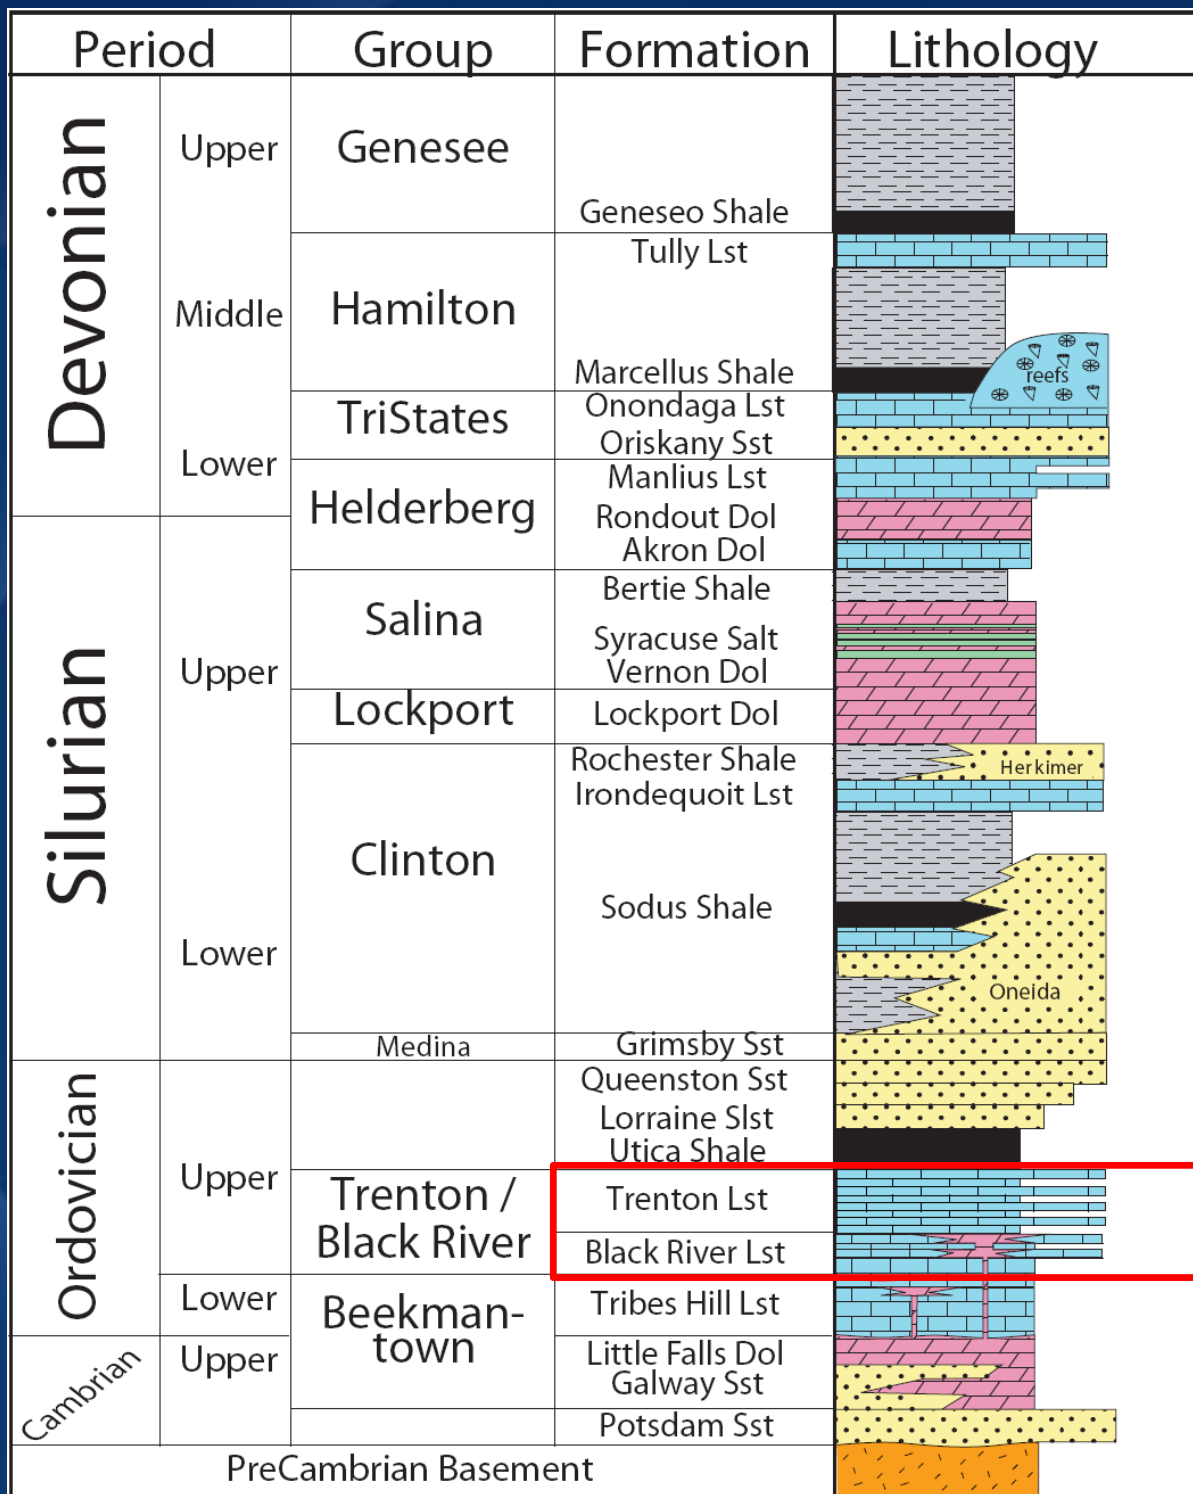 Period Group Formation Lithology
Devonian
Upper
Genesee
Geneseo Shale
Tully Lst
Middle
Hamilton
Marcellus Shale
reefs
TriStates
Onondaga Lst
Oriskany Sst
Lower
Helderberg
Manlius Lst
Rondout Dol
Akron Dol
Silurian
Upper
Salina
Bertie Shale
Syracuse Salt
Vernon Dol
Lockport
Lockport Dol
Clinton
Rochester Shale
Herkimer
Irondequoit Lst
Sodus Shale
Lower
Oneida
Medina
Grimsby Sst
Ordovician
Upper
Queenston Sst
Lorraine Slst
Utica Shale
Trenton /
Black River
Trenton Lst
Black River Lst
Lower
Beekman-
town
Tribes Hill Lst
Cambrian
Upper
Little Falls Dol
Galway Sst
Potsdam Sst
PreCambrian Basement